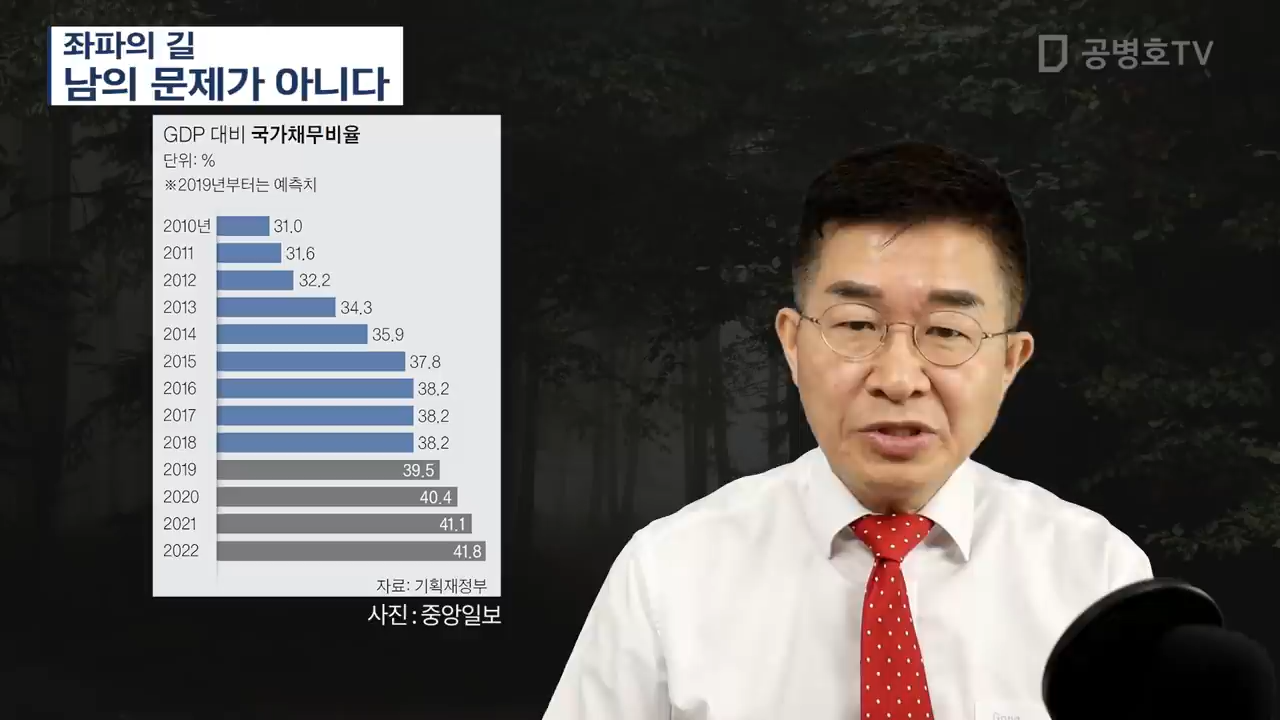 좌파의 길
남의 문제가 아니다
공병호TV
GDP 대비 국가채무비율
단위: %
※2019년부터는 예측치
2010년 31.0
2011 31.6
2012 32.2
2013 34.3
2014 35.9
2015 37.8
2016 38.2
2017 38.2
2018 38.2
2019 39.5
2020 40.4
2021 41.1
2022 41.8
자료: 기획재정부
사진 : 중앙일보